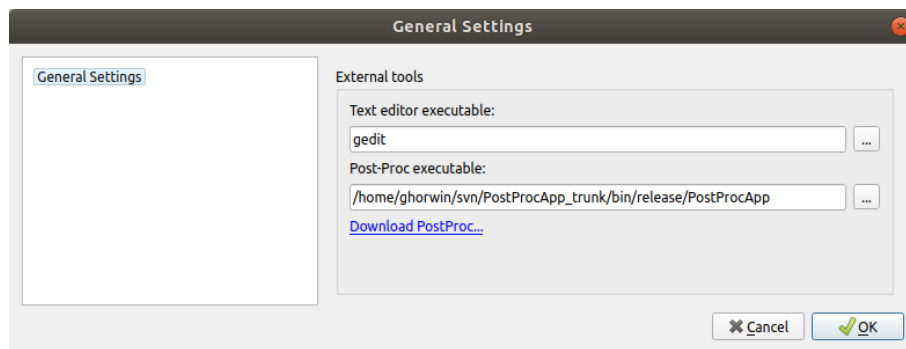 General Settings
General Settings
External tools
Text editor executable:
gedit
...
Post-Proc executable:
/home/ghorwin/svn/PostProcApp_trunk/bin/release/PostProcApp
...
Download PostProc...
Cancel
OK